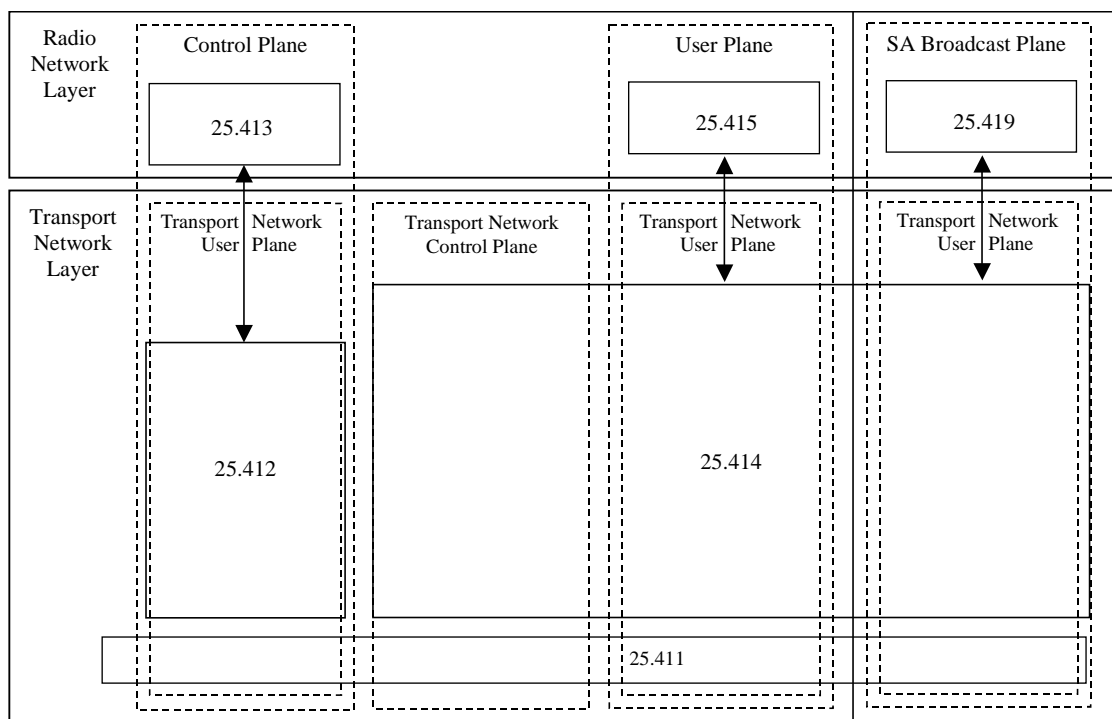 Radio
Network
Layer
Control Plane
User Plane
SA Broadcast Plane
25.413
25.415
25.419
Transport
Network
Layer
Transport Network
User Plane
Transport Network
Control Plane
Transport Network
User Plane
Transport Network
User Plane
25.412
25.414
25.411